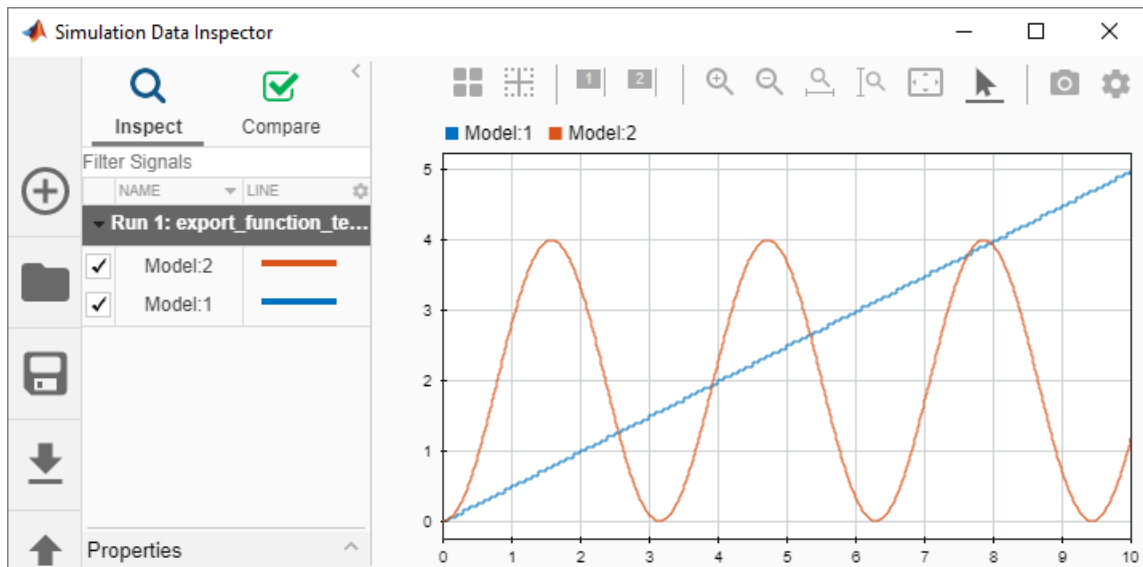 Simulation Data Inspector
Inspect Compare
Filter Signals
NAME LINE
Run 1: export_function_te...
Model:2
Model:1
Properties
1 2
Model:1 Model:2
5
4
3
2
1
0
0 1 2 3 4 5 6 7 8 9 10